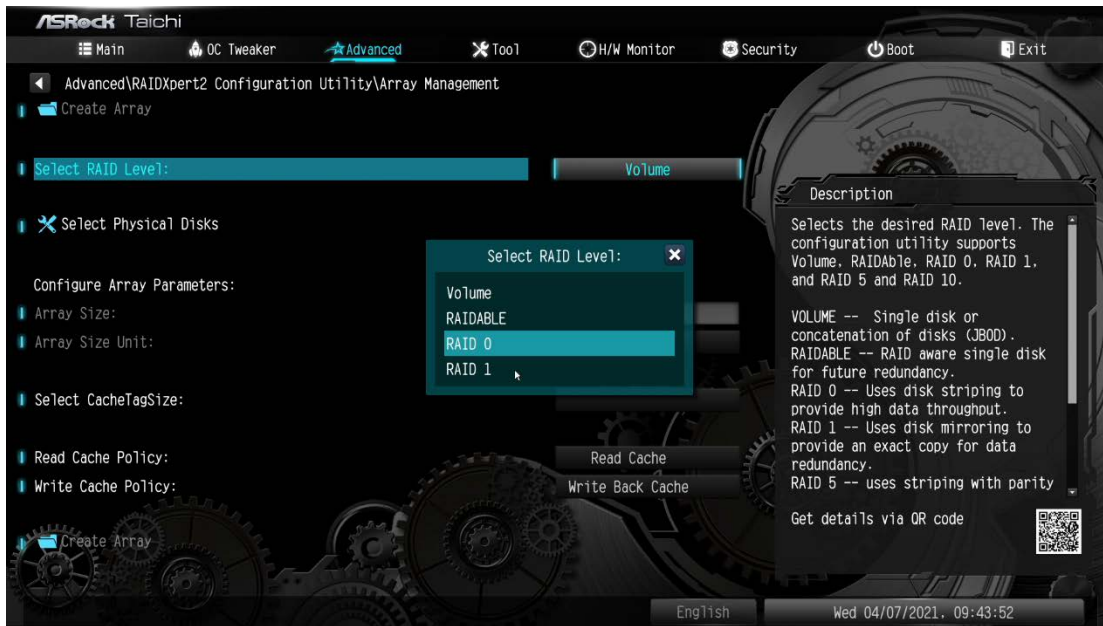 ASRock Taichi
Main
OC Tweaker
Advanced
Tool
H/W Monitor
Security
Boot
Exit
Advanced\RAIDXpert2 Configuration Utility\Array Management
Create Array
Select RAID Level:
Volume
Select Physical Disks
Configure Array Parameters:
Array Size:
Array Size Unit:
Select CacheTagSize:
Read Cache Policy:
Read Cache
Write Cache Policy:
Write Back Cache
Create Array
Select RAID Level:
Volume
RAIDABLE
RAID 0
RAID 1
Description
Selects the desired RAID level. The
configuration utility supports
Volume, RAIDAble, RAID 0, RAID 1,
and RAID 5 and RAID 10.
VOLUME -- Single disk or
concatenation of disks (JBOD).
RAIDABLE -- RAID aware single disk
for future redundancy.
RAID 0 -- Uses disk striping to
provide high data throughput.
RAID 1 -- Uses disk mirroring to
provide an exact copy for data
redundancy.
RAID 5 -- uses striping with parity
Get details via QR code
English
Wed 04/07/2021, 09:43:52